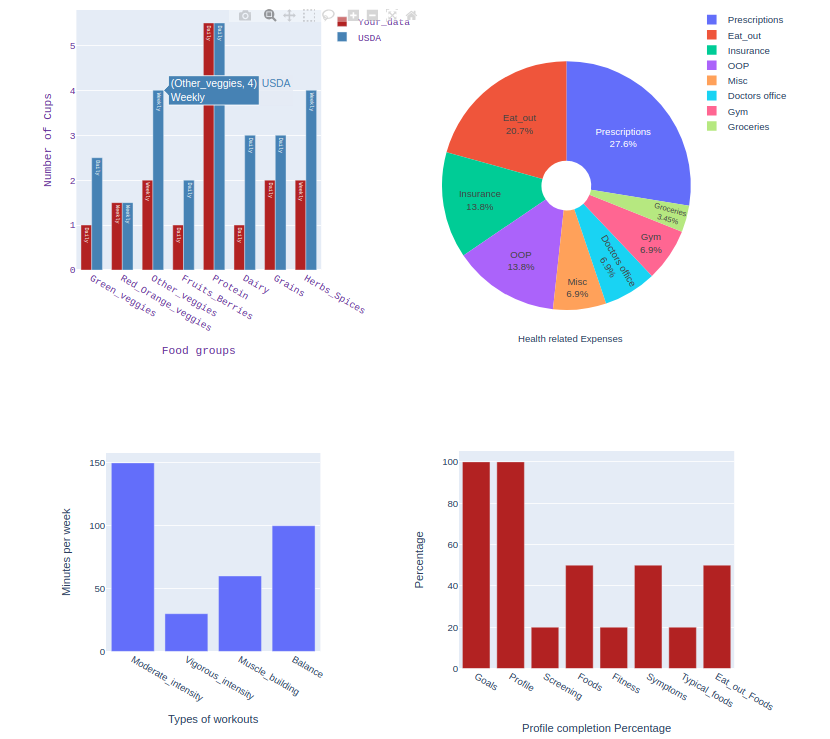 Your_data
USDA
Number of Cups
5
4
3
2
1
0
(Other_veggies, 4) USDA
Weekly
Daily
Daily
Weekly
Weekly
Weekly
Weekly
Daily
Daily
Daily
Daily
Daily
Daily
Daily
Daily
Weekly
Weekly
Green_veggies
Red_Orange_veggies
Other_veggies
Fruits_Berries
Protein
Dairy
Grains
Herbs_Spices
Food groups
Prescriptions
Eat_out
Insurance
OOP
Misc
Doctors office
Gym
Groceries
Eat_out
20.7%
Prescriptions
27.6%
Insurance
13.8%
Groceries
3.45%
Gym
6.9%
OOP
13.8%
Doctors office
6.9%
Misc
6.9%
Health related Expenses
Minutes per week
150
100
50
0
Moderate_intensity
Vigorous_intensity
Muscle_building
Balance
Types of workouts
Percentage
100
80
60
40
20
0
Goals
Profile
Screening
Foods
Fitness
Symptoms
Typical_foods
Eat_out_Foods
Profile completion Percentage